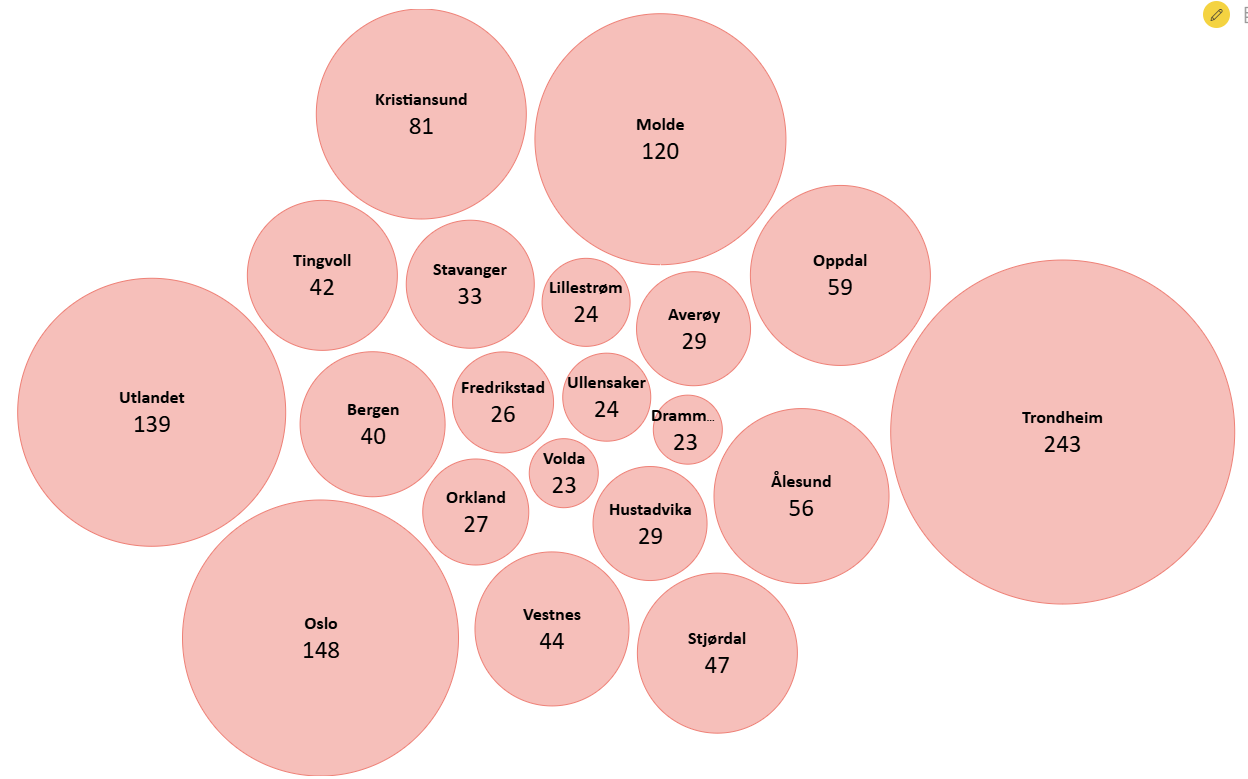 Kristiansund
81
Molde
120
Tingvoll
42
Stavanger
33
Lillestrøm
24
Averøy
29
Oppdal
59
Utlandet
139
Bergen
40
Fredrikstad
26
Ullensaker
24
Dramm...
23
Trondheim
243
Volda
23
Orkland
27
Hustadvika
29
Ålesund
56
Oslo
148
Vestnes
44
Stjørdal
47